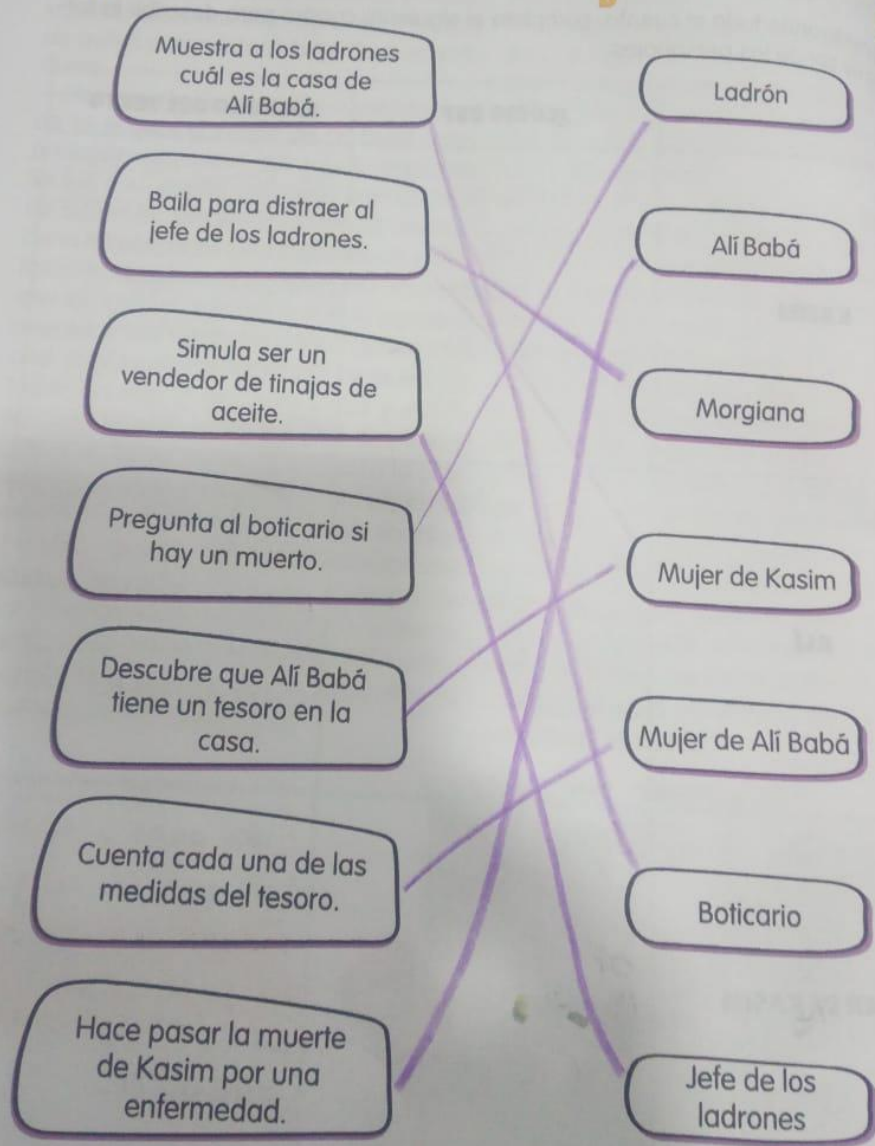 Muestra a los ladrones
cuál es la casa de
Alí Babá.
Baila para distraer al
jefe de los ladrones.
Simula ser un
vendedor de tinajas de
aceite.
Pregunta al boticario si
hay un muerto.
Descubre que Alí Babá
tiene un tesoro en la
casa.
Cuenta cada una de las
medidas del tesoro.
Hace pasar la muerte
de Kasim por una
enfermedad.
Ladrón
Alí Babá
Morgiana
Mujer de Kasim
Mujer de Alí Babá
Boticario
Jefe de los
ladrones